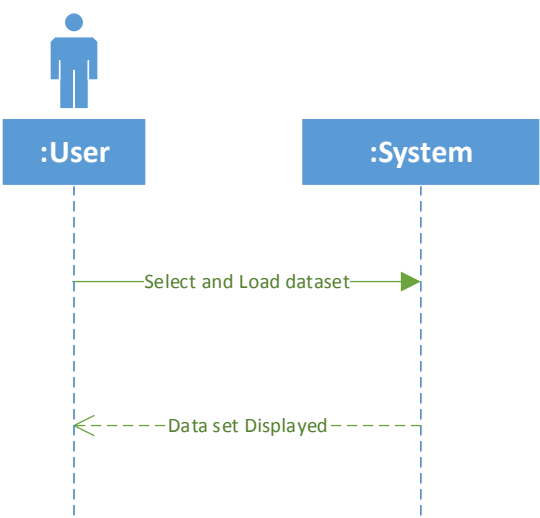 :User
:System
Select and Load dataset
Data set Displayed